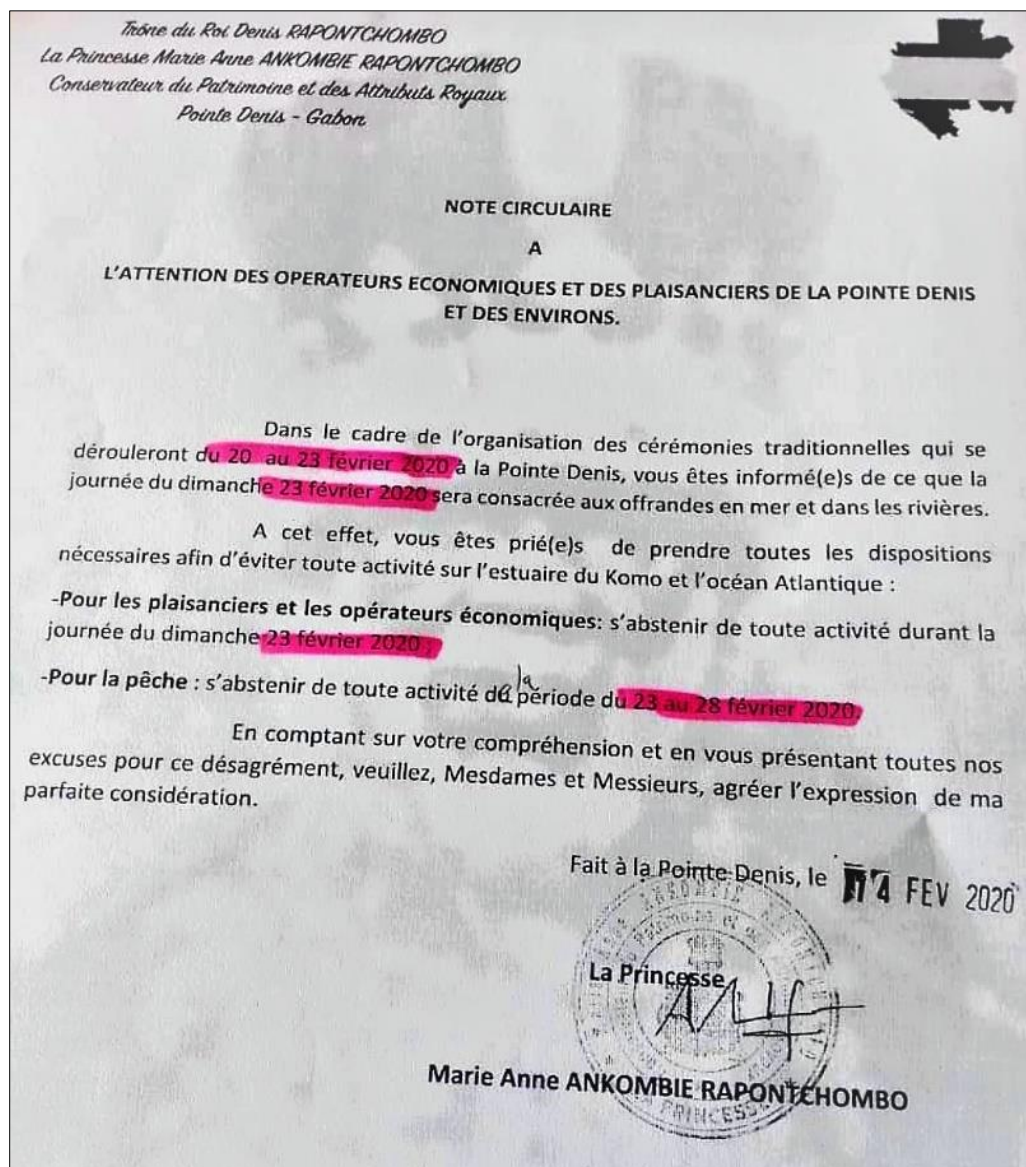 Trône du Roi Denis RAPONTCHOMBO
La Princesse Marie Anne ANKOMBIE RAPONTCHOMBO
Conservateur du Patrimoine et des Attributs Royaux
Pointe Denis - Gabon
NOTE CIRCULAIRE
A
L'ATTENTION DES OPERATEURS ECONOMIQUES ET DES PLAISANCIERS DE LA POINTE DENIS
ET DES ENVIRONS.
Dans le cadre de l'organisation des cérémonies traditionnelles qui se
dérouleront du 20 au 23 février 2020 à la Pointe Denis, vous êtes informé(e)s de ce que la
journée du dimanche 23 février 2020 sera consacrée aux offrandes en mer et dans les rivières.
A cet effet, vous êtes prié(e)s de prendre toutes les dispositions
nécessaires afin d'éviter toute activité sur l'estuaire du Komo et l'océan Atlantique :
-Pour les plaisanciers et les opérateurs économiques: s'abstenir de toute activité durant la
journée du dimanche 23 février 2020 ;
-Pour la pêche : s'abstenir de toute activité de la période du 23 au 28 février 2020.
En comptant sur votre compréhension et en vous présentant toutes nos
excuses pour ce désagrément, veuillez, Mesdames et Messieurs, agréer l'expression de ma
parfaite considération.
Fait à la Pointe Denis, le 14 FEV 2020
La Princesse
Marie Anne ANKOMBIE RAPONTCHOMBO